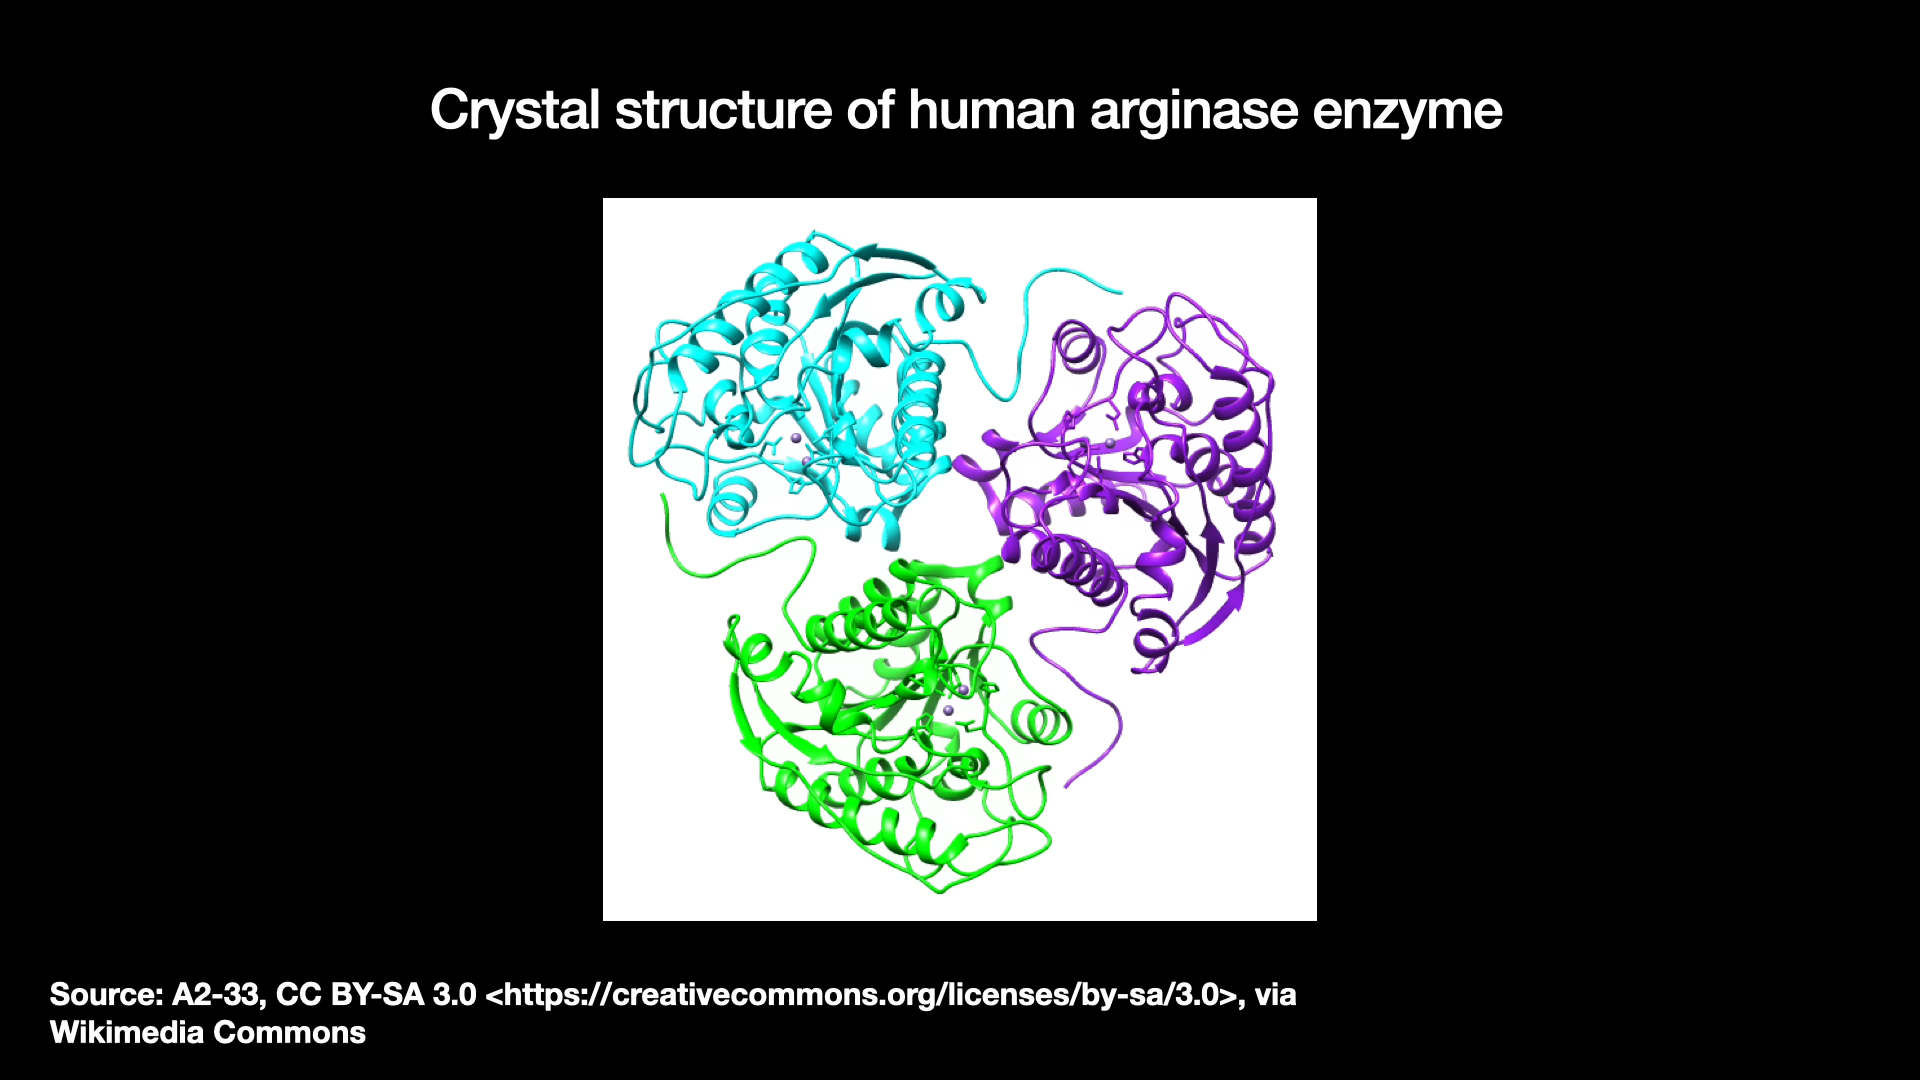 Crystal structure of human arginase enzyme
Source: A2-33, CC BY-SA 3.0 <https://creativecommons.org/licenses/by-sa/3.0>, via
Wikimedia Commons